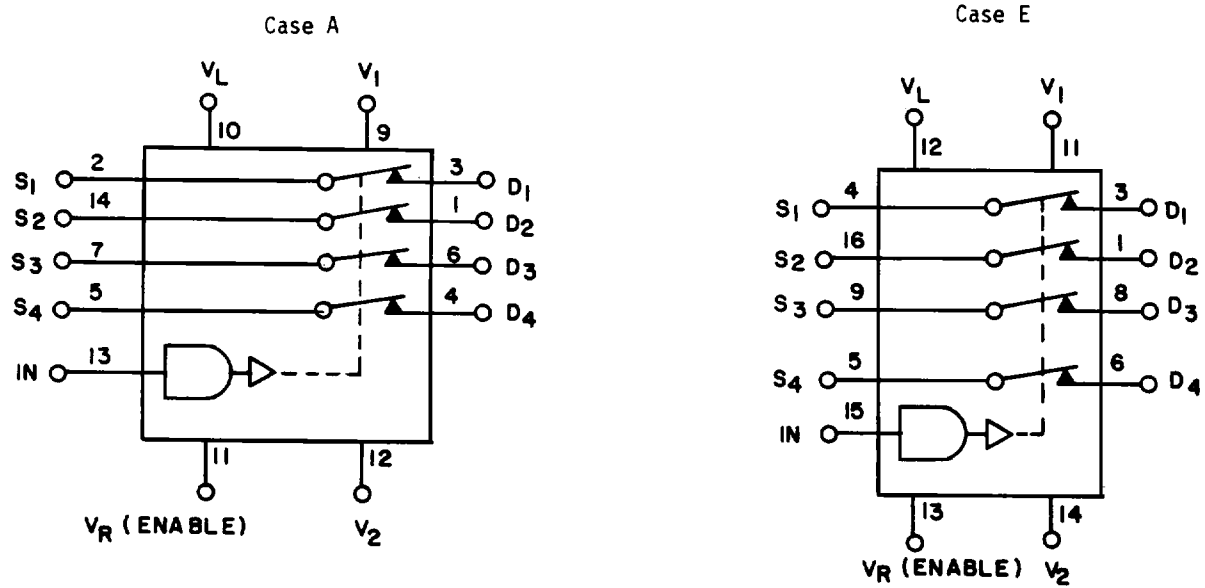 Case A
V_L V_1
10 9
S_1 2 3 D_1
S_2 14 1 D_2
S_3 7 6 D_3
S_4 5 4 D_4
IN 13
11 12
V_R (ENABLE) V_2
Case E
V_L V_1
12 11
S_1 4 3 D_1
S_2 16 1 D_2
S_3 9 8 D_3
S_4 5 6 D_4
IN 15
13 14
V_R (ENABLE) V_2